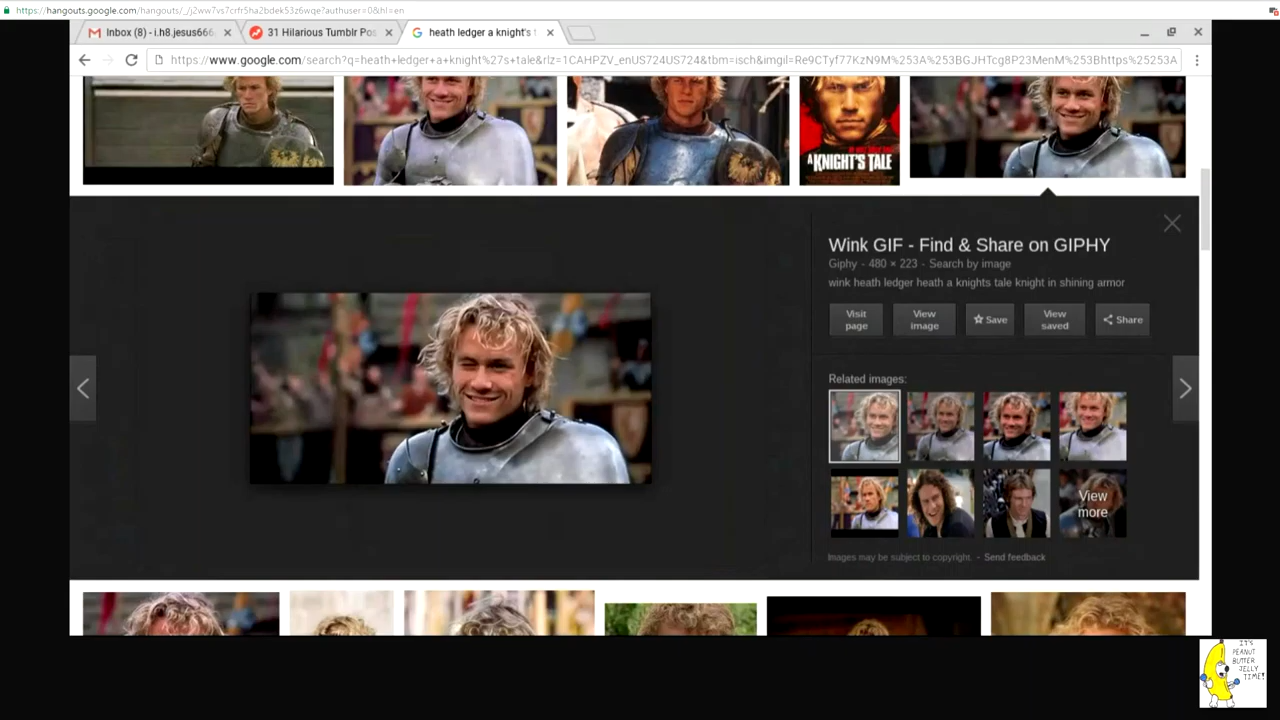 https://hangouts.google.com/hangouts/_/j2ww7vs7crfr5ha2bdek53z6wqe?authuser=0&hl=en
Inbox (8) - i.h8.jesus666
31 Hilarious Tumblr Pos
heath ledger a knight's t
https://www.google.com/search?q=heath+ledger+a+knight%27s+tale&rlz=1CAHPZV_enUS724US724&tbm=isch&imgil=Re9CTyf77KzN9M%253A%253BGJHTcg8P23MenM%253Bhttps%25253A
A KNIGHT'S TALE
Wink GIF - Find & Share on GIPHY
Giphy - 480 × 223 - Search by image
wink heath ledger heath a knights tale knight in shining armor
Visit page
View image
Save
View saved
Share
Related images:
View more
Images may be subject to copyright. - Send feedback
IT'S
PEANUT
BUTTER
JELLY
TIME!